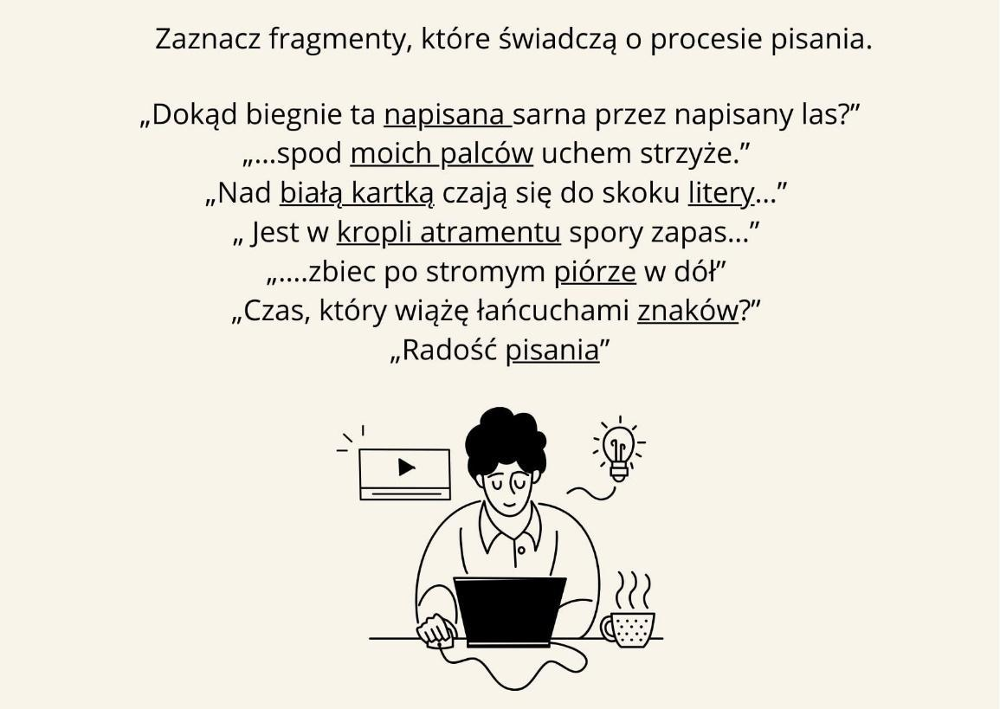 Zaznacz fragmenty, które świadczą o procesie pisania.
„Dokąd biegnie ta napisana sarna przez napisany las?”
„...spod moich palców uchem strzyże.”
„Nad białą kartką czają się do skoku litery...”
„ Jest w kropli atramentu spory zapas...”
„....zbiec po stromym piórze w dół”
„Czas, który wiążę łańcuchami znaków?”
„Radość pisania”